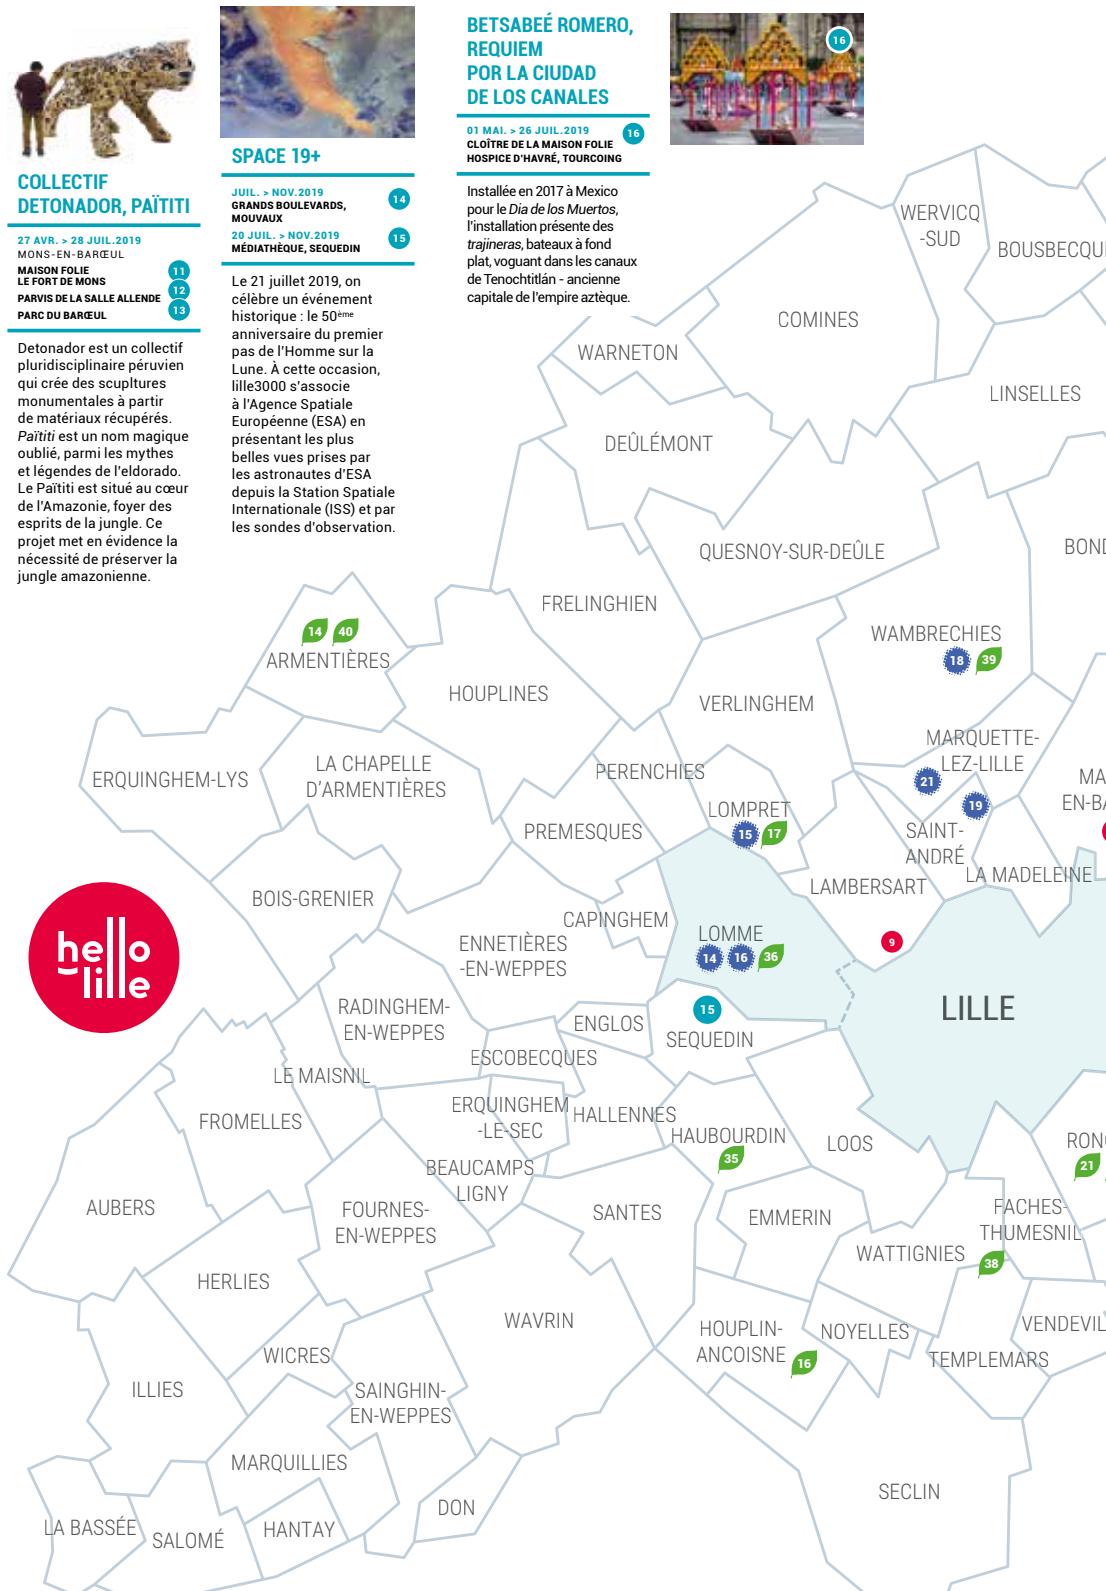 COLLECTIF
DETONADOR, PAÏTITI
27 AVR. > 28 JUIL.2019
MONS-EN-BARŒUL
MAISON FOLIE
LE FORT DE MONS
11
PARVIS DE LA SALLE ALLENDE
12
PARC DU BARŒUL
13
Detonador est un collectif
pluridisciplinaire péruvien
qui crée des scupltures
monumentales à partir
de matériaux récupérés.
Païtiti est un nom magique
oublié, parmi les mythes
et légendes de l'eldorado.
Le Païtiti est situé au cœur
de l'Amazonie, foyer des
esprits de la jungle. Ce
projet met en évidence la
nécessité de préserver la
jungle amazonienne.
SPACE 19+
JUIL. > NOV.2019
GRANDS BOULEVARDS,
MOUVAUX
14
20 JUIL. > NOV.2019
MÉDIATHÈQUE, SEQUEDIN
15
Le 21 juillet 2019, on
célèbre un événement
historique : le 50ème
anniversaire du premier
pas de l'Homme sur la
Lune. À cette occasion,
lille3000 s'associe
à l'Agence Spatiale
Européenne (ESA) en
présentant les plus
belles vues prises par
les astronautes d'ESA
depuis la Station Spatiale
Internationale (ISS) et par
les sondes d'observation.
BETSABEÉ ROMERO,
REQUIEM
POR LA CIUDAD
DE LOS CANALES
01 MAI. > 26 JUIL.2019
CLOÎTRE DE LA MAISON FOLIE
HOSPICE D'HAVRÉ, TOURCOING
16
Installée en 2017 à Mexico
pour le Dia de los Muertos,
l'installation présente des
trajineras, bateaux à fond
plat, voguant dans les canaux
de Tenochtitlán - ancienne
capitale de l'empire aztèque.
16
WERVICQ
-SUD
BOUSBECQU
COMINES
WARNETON
LINSELLES
DEÛLÉMONT
QUESNOY-SUR-DEÛLE
BOND
FRELINGHIEN
14 40
ARMENTIÈRES
WAMBRECHIES
18 39
HOUPLINES
VERLINGHEM
MARQUETTE-
LEZ-LILLE
21
ERQUINGHEM-LYS
LA CHAPELLE
D'ARMENTIÈRES
PERENCHIES
MA
EN-BA
LOMPRET
15 17
19
PREMESQUES
SAINT-
ANDRÉ
LA MADELEINE
LAMBERSART
9
BOIS-GRENIER
CAPINGHEM
hello
lille
ENNETIÈRES
-EN-WEPPES
LOMME
14 16 36
LILLE
RADINGHEM-
EN-WEPPES
ENGLOS
15
SEQUEDIN
ESCOBECQUES
LE MAISNIL
FROMELLES
ERQUINGHEM
-LE-SEC
HALLENNES
HAUBOURDIN
35
LOOS
RONC
21
BEAUCAMPS
LIGNY
AUBERS
FOURNES-
EN-WEPPES
SANTES
EMMERIN
FACHES-
THUMESNIL
WATTIGNIES
38
HERLIES
WAVRIN
HOUPLIN-
ANCOISNE
16
NOYELLES
VENDEVIL
TEMPLEMARS
WICRES
ILLIES
SAINGHIN-
EN-WEPPES
MARQUILLIES
SECLIN
DON
LA BASSÉE
SALOMÉ
HANTAY